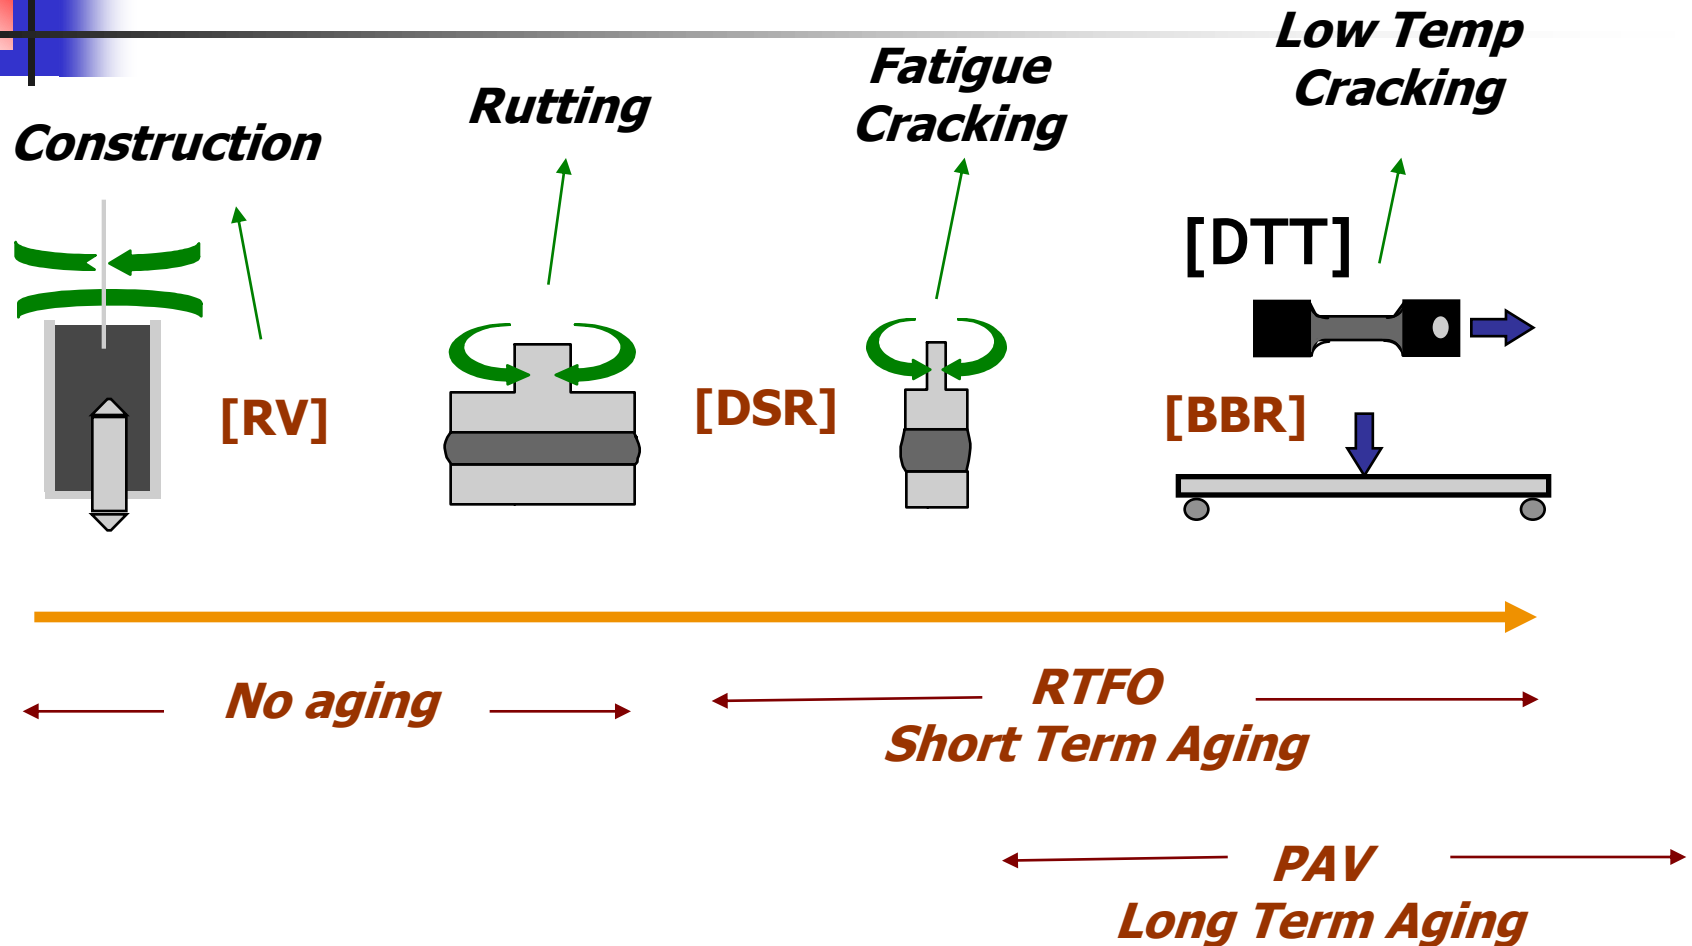 Low Temp
Cracking
Fatigue
Cracking
Rutting
Construction
[DTT]
[RV]
[DSR]
[BBR]
No aging
RTFO
Short Term Aging
PAV
Long Term Aging